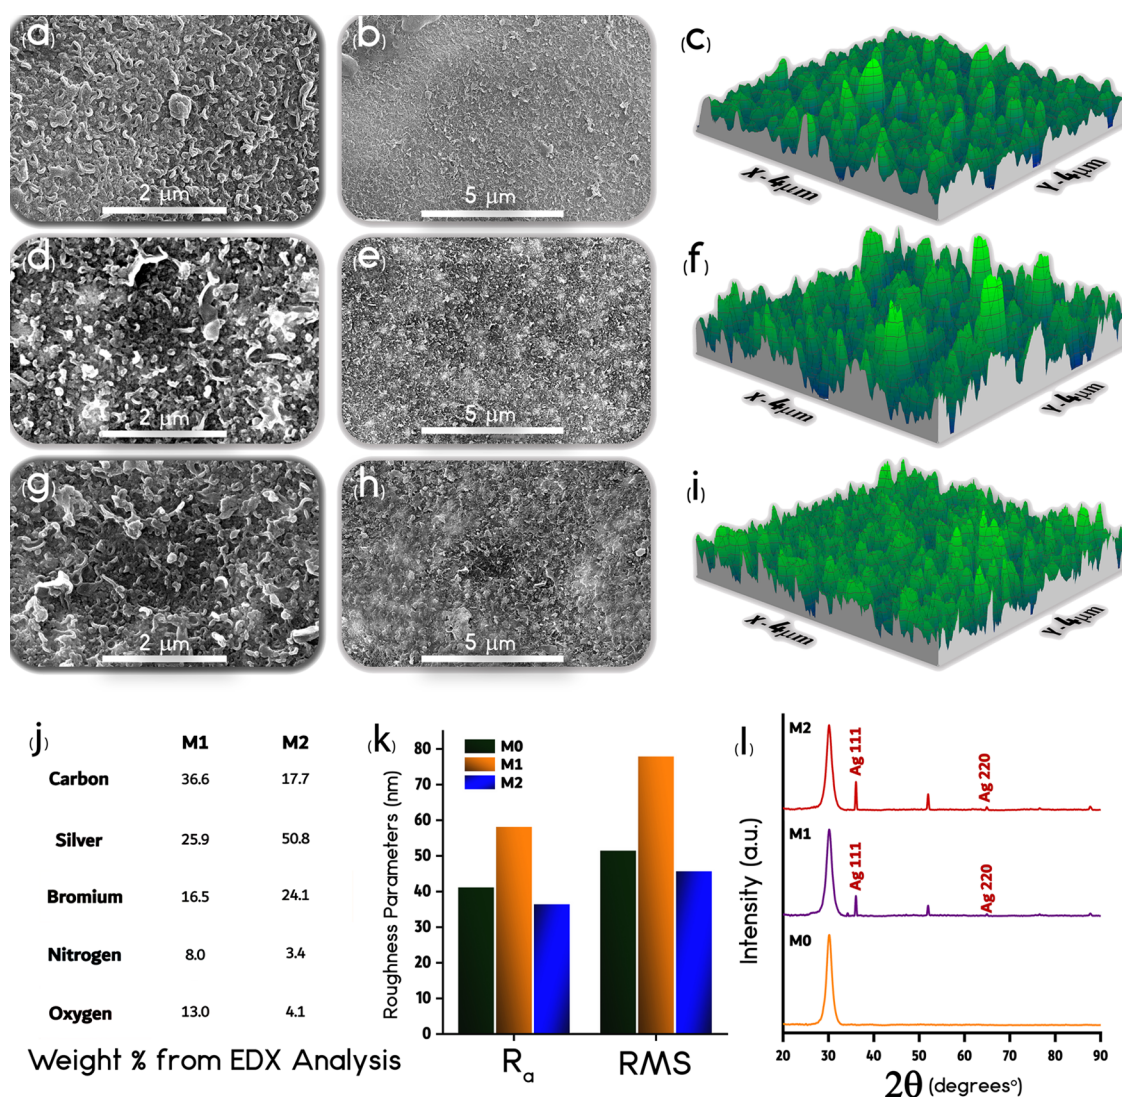 (a)
2 μm
(b)
5 μm
(c)
X-4μm
Y-4μm
(d)
2 μm
(e)
5 μm
(f)
X-4μm
Y-4μm
(g)
2 μm
(h)
5 μm
(i)
X-4μm
Y-4μm
(j)
M1 M2
Carbon 36.6 17.7
Silver 25.9 50.8
Bromium 16.5 24.1
Nitrogen 8.0 3.4
Oxygen 13.0 4.1
Weight % from EDX Analysis
(k)
Roughness Parameters (nm)
80
70
60
50
40
30
20
10
0
M0
M1
M2
Ra RMS
(l)
Intensity (a.u.)
M2
Ag 111
Ag 220
M1
Ag 111
Ag 220
M0
20 30 40 50 60 70 80 90
2θ (degreesº)